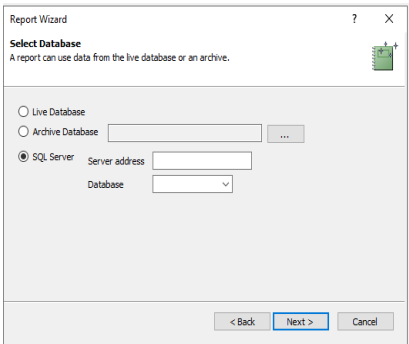 Report Wizard
?
Select Database
A report can use data from the live database or an archive.
Live Database
Archive Database
...
SQL Server
Server address
Database
< Back
Next >
Cancel